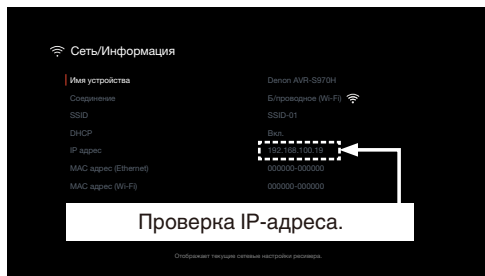 Сеть/Информация
Имя устройства Denon AVR-S970H
Соединение Б/проводное (Wi-Fi)
SSID SSID-01
DHCP Вкл.
IP адрес 192.168.100.19
MAC адрес (Ethernet) 000000-000000
MAC адрес (Wi-Fi) 000000-000000
Проверка IP-адреса.
Отображает текущие сетевые настройки ресивера.